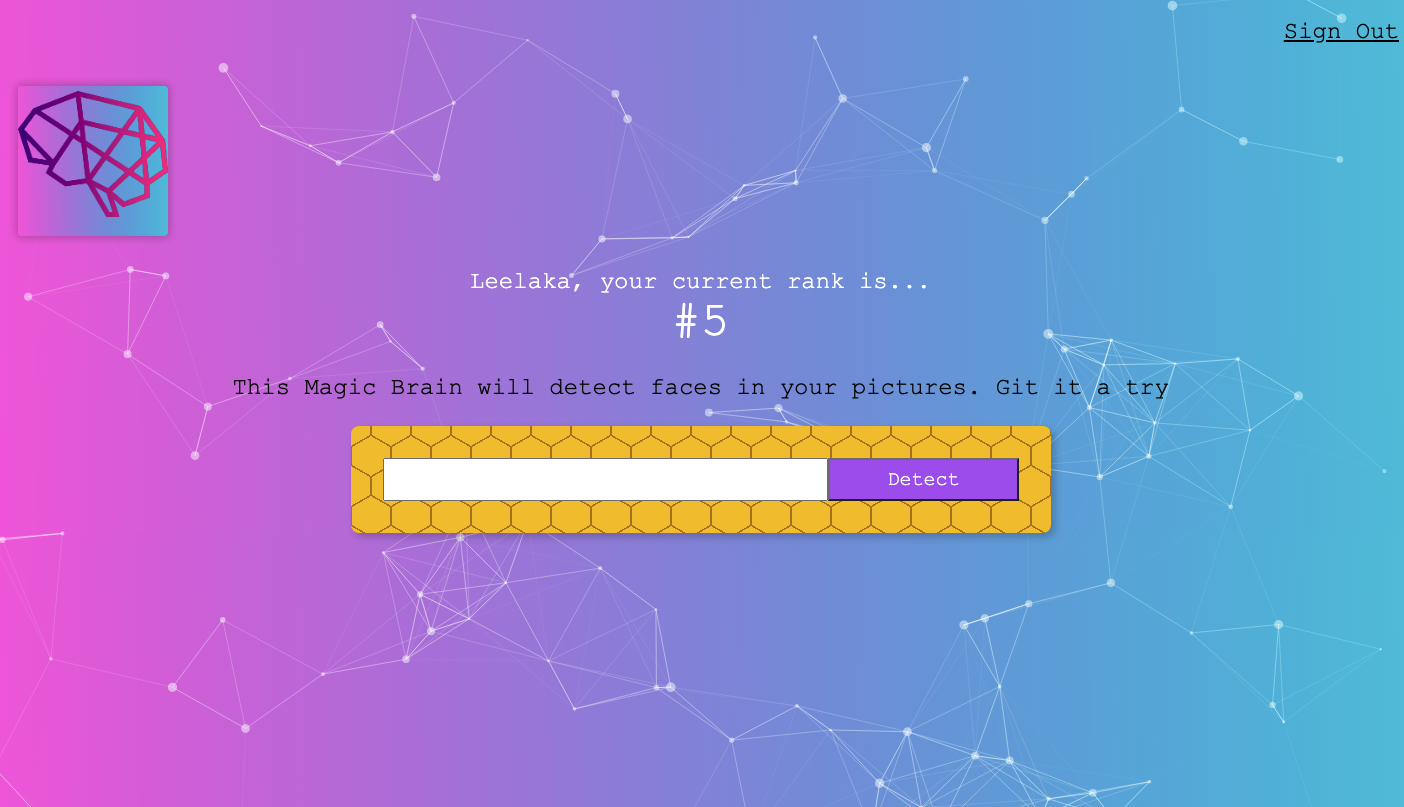 Sign Out
Leelaka, your current rank is...
#5
This Magic Brain will detect faces in your pictures. Git it a try
Detect